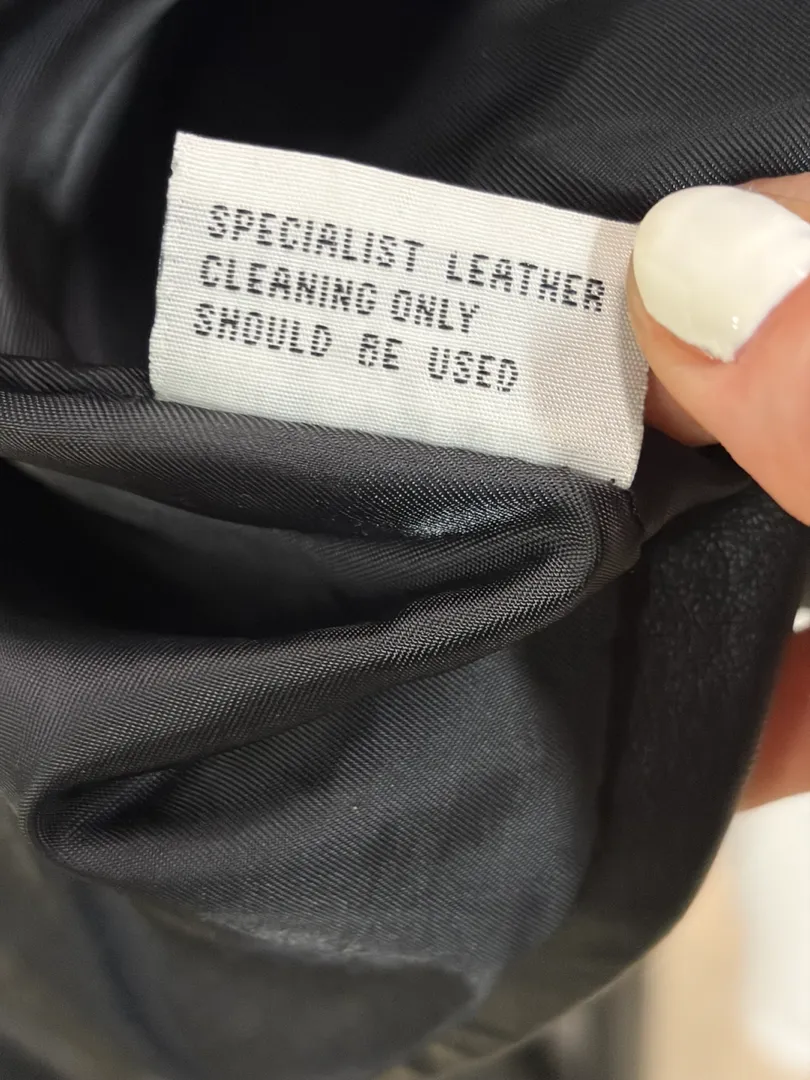 SPECIALIST LEATHER
CLEANING ONLY
SHOULD BE USED